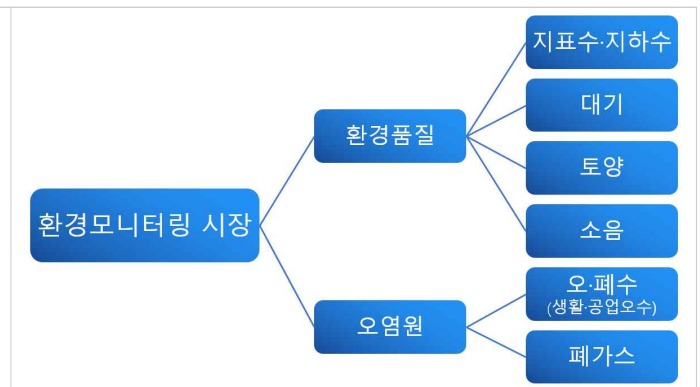 환경모니터링 시장
환경품질
지표수·지하수
대기
토양
소음
오염원
오·폐수
(생활·공업오수)
폐가스